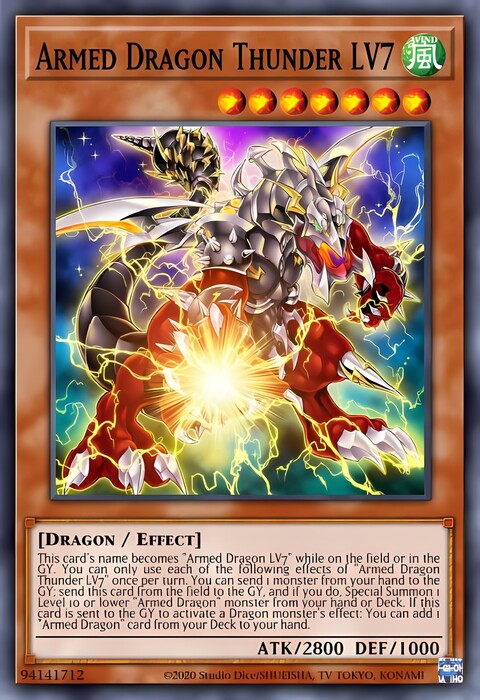 ARMED DRAGON THUNDER LV7
WIND
風
[DRAGON / EFFECT]
This card's name becomes "Armed Dragon LV7" while on the field or in the
GY. You can only use each of the following effects of "Armed Dragon
Thunder LV7" once per turn. You can send 1 monster from your hand to the
GY; send this card from the field to the GY, and if you do, Special Summon 1
Level 10 or lower "Armed Dragon" monster from your hand or Deck. If this
card is sent to the GY to activate a Dragon monster's effect: You can add 1
"Armed Dragon" card from your Deck to your hand.
ATK/2800 DEF/1000
94141712
©2020 Studio Dice/SHUEISHA, TV TOKYO, KONAMI